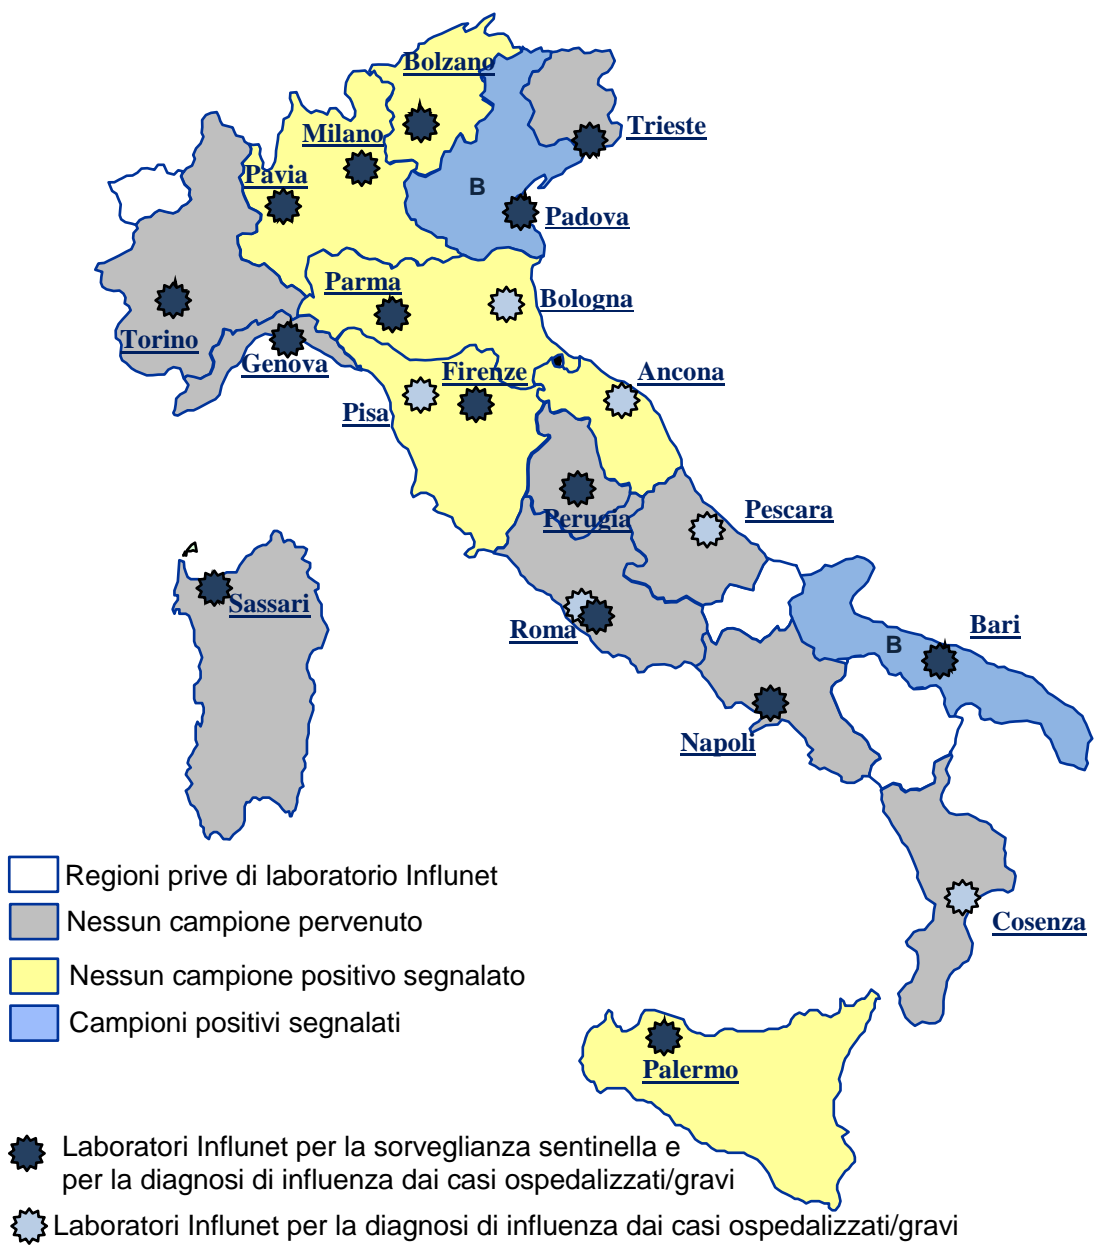 Bolzano
Trieste
Milano
Pavia
B
Padova
Parma
Bologna
Torino
Genova
Firenze
Ancona
Pisa
Pescara
Perugia
A
Sassari
Roma
Bari
B
Napoli
Regioni prive di laboratorio Influnet
Nessun campione pervenuto
Cosenza
Nessun campione positivo segnalato
Campioni positivi segnalati
Palermo
Laboratori Influnet per la sorveglianza sentinella e
per la diagnosi di influenza dai casi ospedalizzati/gravi
Laboratori Influnet per la diagnosi di influenza dai casi ospedalizzati/gravi